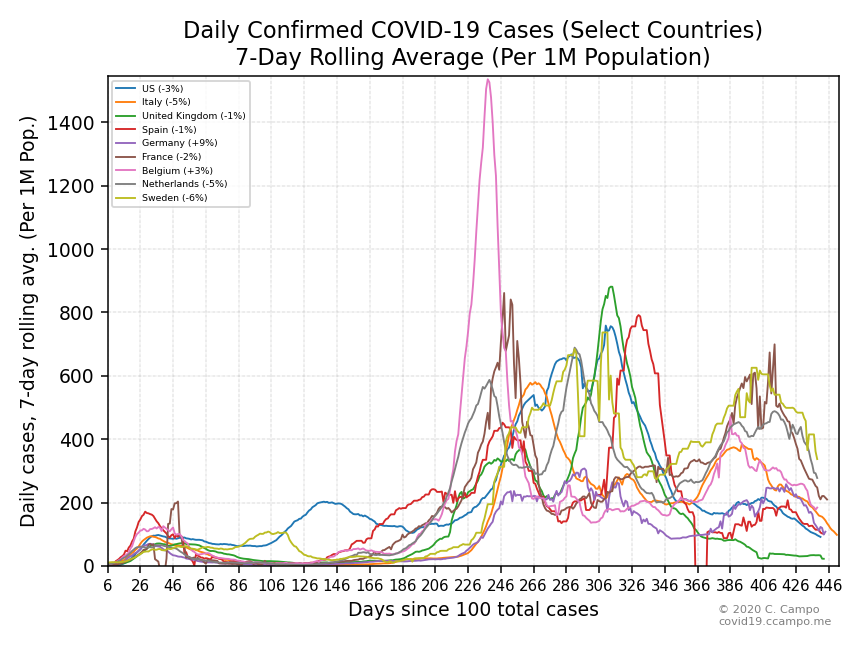 Daily Confirmed COVID-19 Cases (Select Countries)
7-Day Rolling Average (Per 1M Population)
Daily cases, 7-day rolling avg. (Per 1M Pop.)
1400
1200
1000
800
600
400
200
0
US (-3%)
Italy (-5%)
United Kingdom (-1%)
Spain (-1%)
Germany (+9%)
France (-2%)
Belgium (+3%)
Netherlands (-5%)
Sweden (-6%)
6 26 46 66 86 106 126 146 166 186 206 226 246 266 286 306 326 346 366 386 406 426 446
Days since 100 total cases
© 2020 C. Campo
covid19.ccampo.me